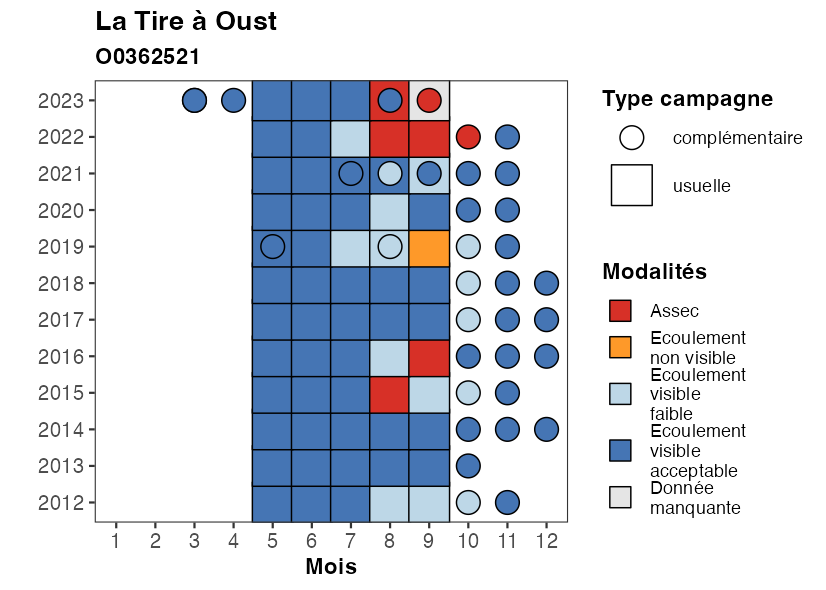 La Tire à Oust
O0362521
2023
2022
2021
2020
2019
2018
2017
2016
2015
2014
2013
2012
1 2 3 4 5 6 7 8 9 10 11 12
Mois
Type campagne
complémentaire
usuelle
Modalités
Assec
Ecoulement
non visible
Ecoulement
visible
faible
Ecoulement
visible
acceptable
Donnée
manquante